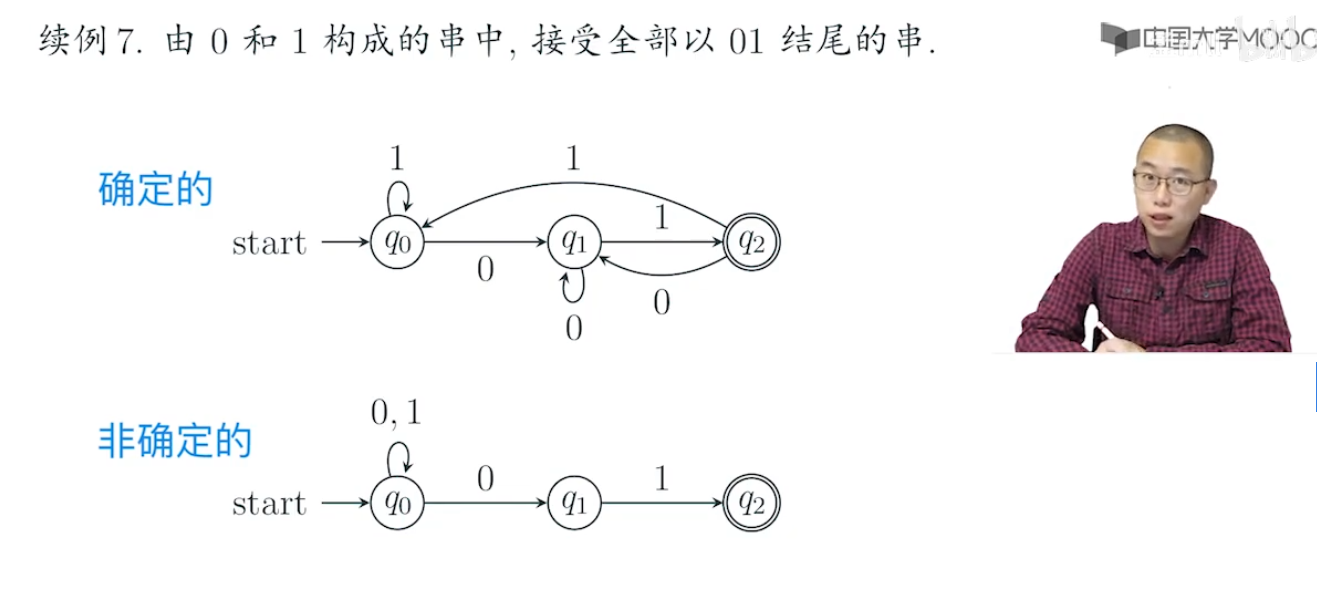 续例 7. 由 0 和 1 构成的串中, 接受全部以 01 结尾的串.
中国大学MOOC
确定的
1
1
start
q0
0
q1
1
q2
0
0
非确定的
0, 1
start
q0
0
q1
1
q2